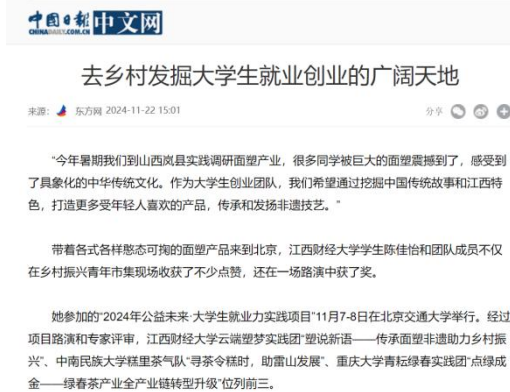 中国日报 中文网
CHINADAILY.COM.CN
去乡村发掘大学生就业创业的广阔天地
来源: 东方网 2024-11-22 15:01 分享
“今年暑期我们到山西岚县实践调研面塑产业，很多同学被巨大的面塑震撼到了，感受到
了具象化的中华传统文化。作为大学生创业团队，我们希望通过挖掘中国传统故事和江西特
色，打造更多受年轻人喜欢的产品，传承和发扬非遗技艺。”
带着各式各样憨态可掬的面塑产品来到北京，江西财经大学学生陈佳怡和团队成员不仅
在乡村振兴青年市集现场收获了不少点赞，还在一场路演中获了奖。
她参加的“2024年公益未来·大学生就业力实践项目”11月7-8日在北京交通大学举行。经过
项目路演和专家评审，江西财经大学云端塑梦实践团“塑说新语——传承面塑非遗助力乡村振
兴”、中南民族大学糕里茶气队“寻茶令糕时，助雷山发展”、重庆大学青耘绿春实践团“点绿成
金——绿春茶产业全产业链转型升级”位列前三。